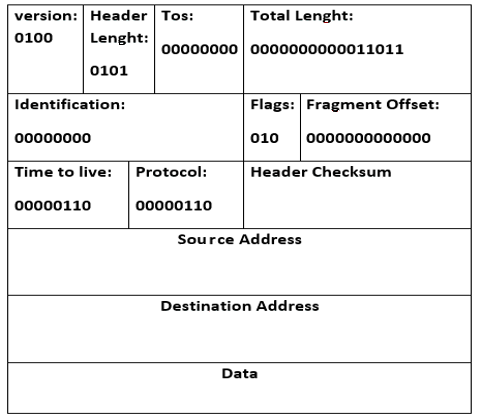 version: Header Tos: Total Lenght:
0100 Lenght: 00000000 0000000000011011
0101
Identification: Flags: Fragment Offset:
00000000 010 0000000000000
Time to live: Protocol: Header Checksum
00000110 00000110
Source Address
Destination Address
Data